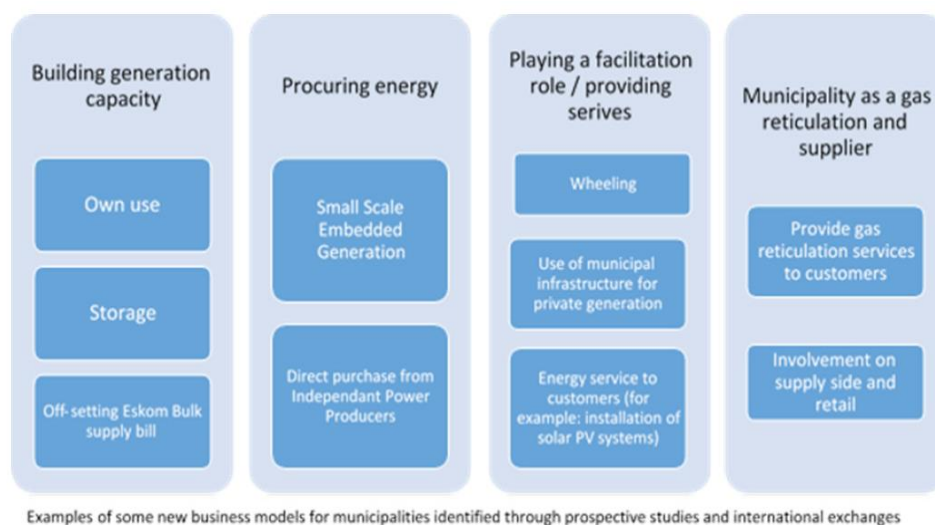 Building generation
capacity
Own use
Storage
Off-setting Eskom Bulk
supply bill
Procuring energy
Small Scale
Embedded
Generation
Direct purchase from
Independant Power
Producers
Playing a facilitation
role / providing
serives
Wheeling
Use of municipal
infrastructure for
private generation
Energy service to
customers (for
example: installation of
solar PV systems)
Municipality as a gas
reticulation and
supplier
Provide gas
reticulation services
to customers
Involvement on
supply side and
retail
Examples of some new business models for municipalities identified through prospective studies and international exchanges